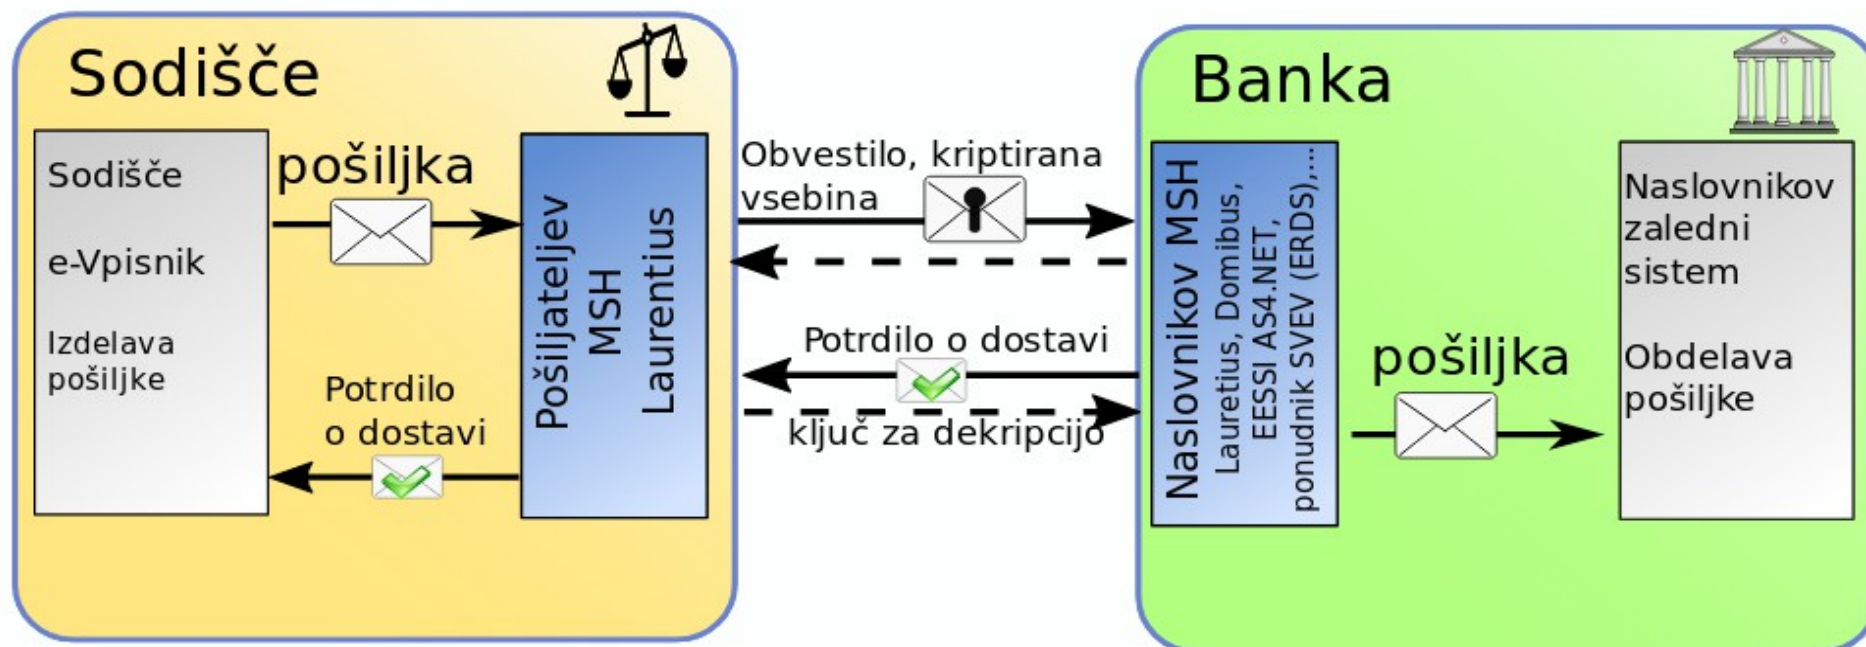 Sodišče
Sodišče
e-Vpisnik
Izdelava
pošiljke
pošiljka
Potrdilo
o dostavi
Pošiljateljev
MSH
Laurentius
Obvestilo, kriptirana
vsebina
Potrdilo o dostavi
ključ za dekripcijo
Banka
Naslovnikov MSH
Lauretius, Domibus,
EESSI AS4.NET,
ponudnik SVEV (ERDS),...
pošiljka
Naslovnikov
zaledni
sistem
Obdelava
pošiljke